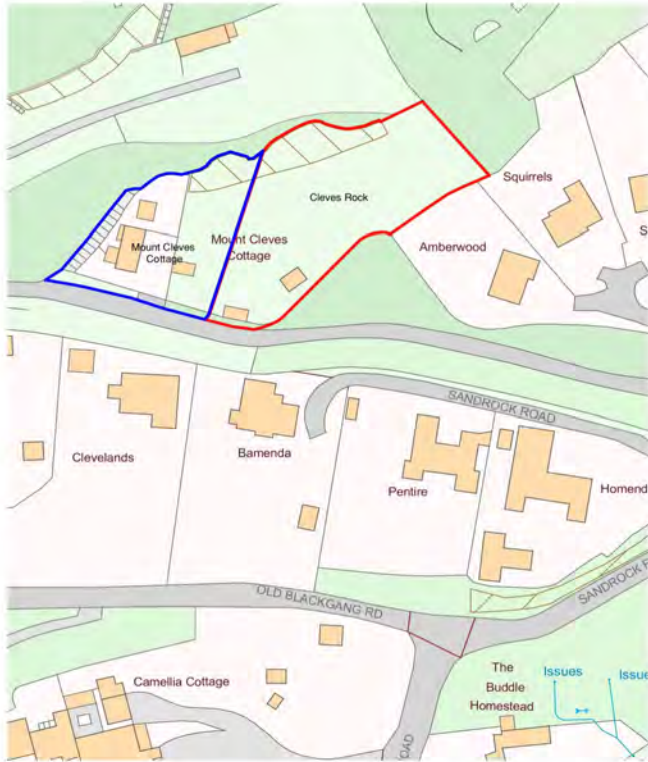 Squirrels
Cleves Rock
S
Mount Cleves
Cottage
Mount Cleves
Cottage
Amberwood
SANDROCK ROAD
Clevelands
Bamenda
Pentire
Homend
OLD BLACKGANG RD
SANDROCK R
Camellia Cottage
The
Buddle
Homestead
Issues
Issue
OAD